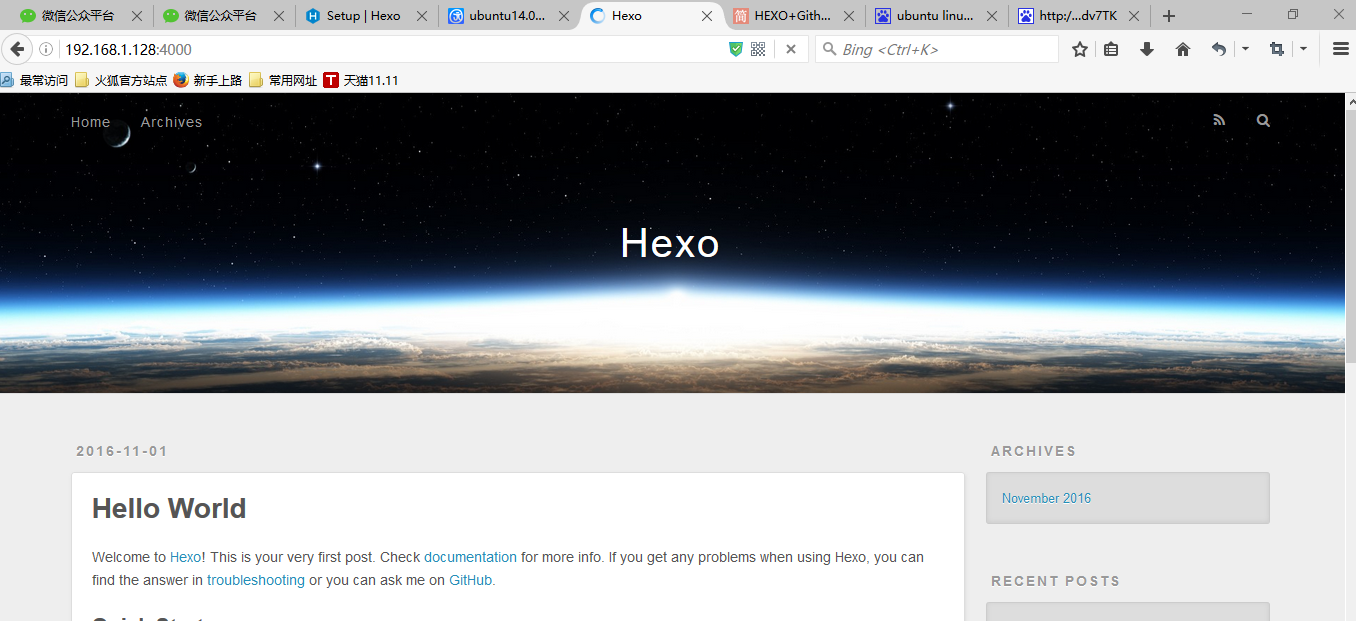 微信公众平台
微信公众平台
Setup | Hexo
ubuntu14.0...
Hexo
HEXO+Gith...
ubuntu linu...
http:/...dv7TK
192.168.1.128:4000
Bing <Ctrl+K>
最常访问 火狐官方站点 新手上路 常用网址 T 天猫11.11
Home Archives
Hexo
2016-11-01
Hello World
Welcome to Hexo! This is your very first post. Check documentation for more info. If you get any problems when using Hexo, you can
find the answer in troubleshooting or you can ask me on GitHub.
ARCHIVES
November 2016
RECENT POSTS